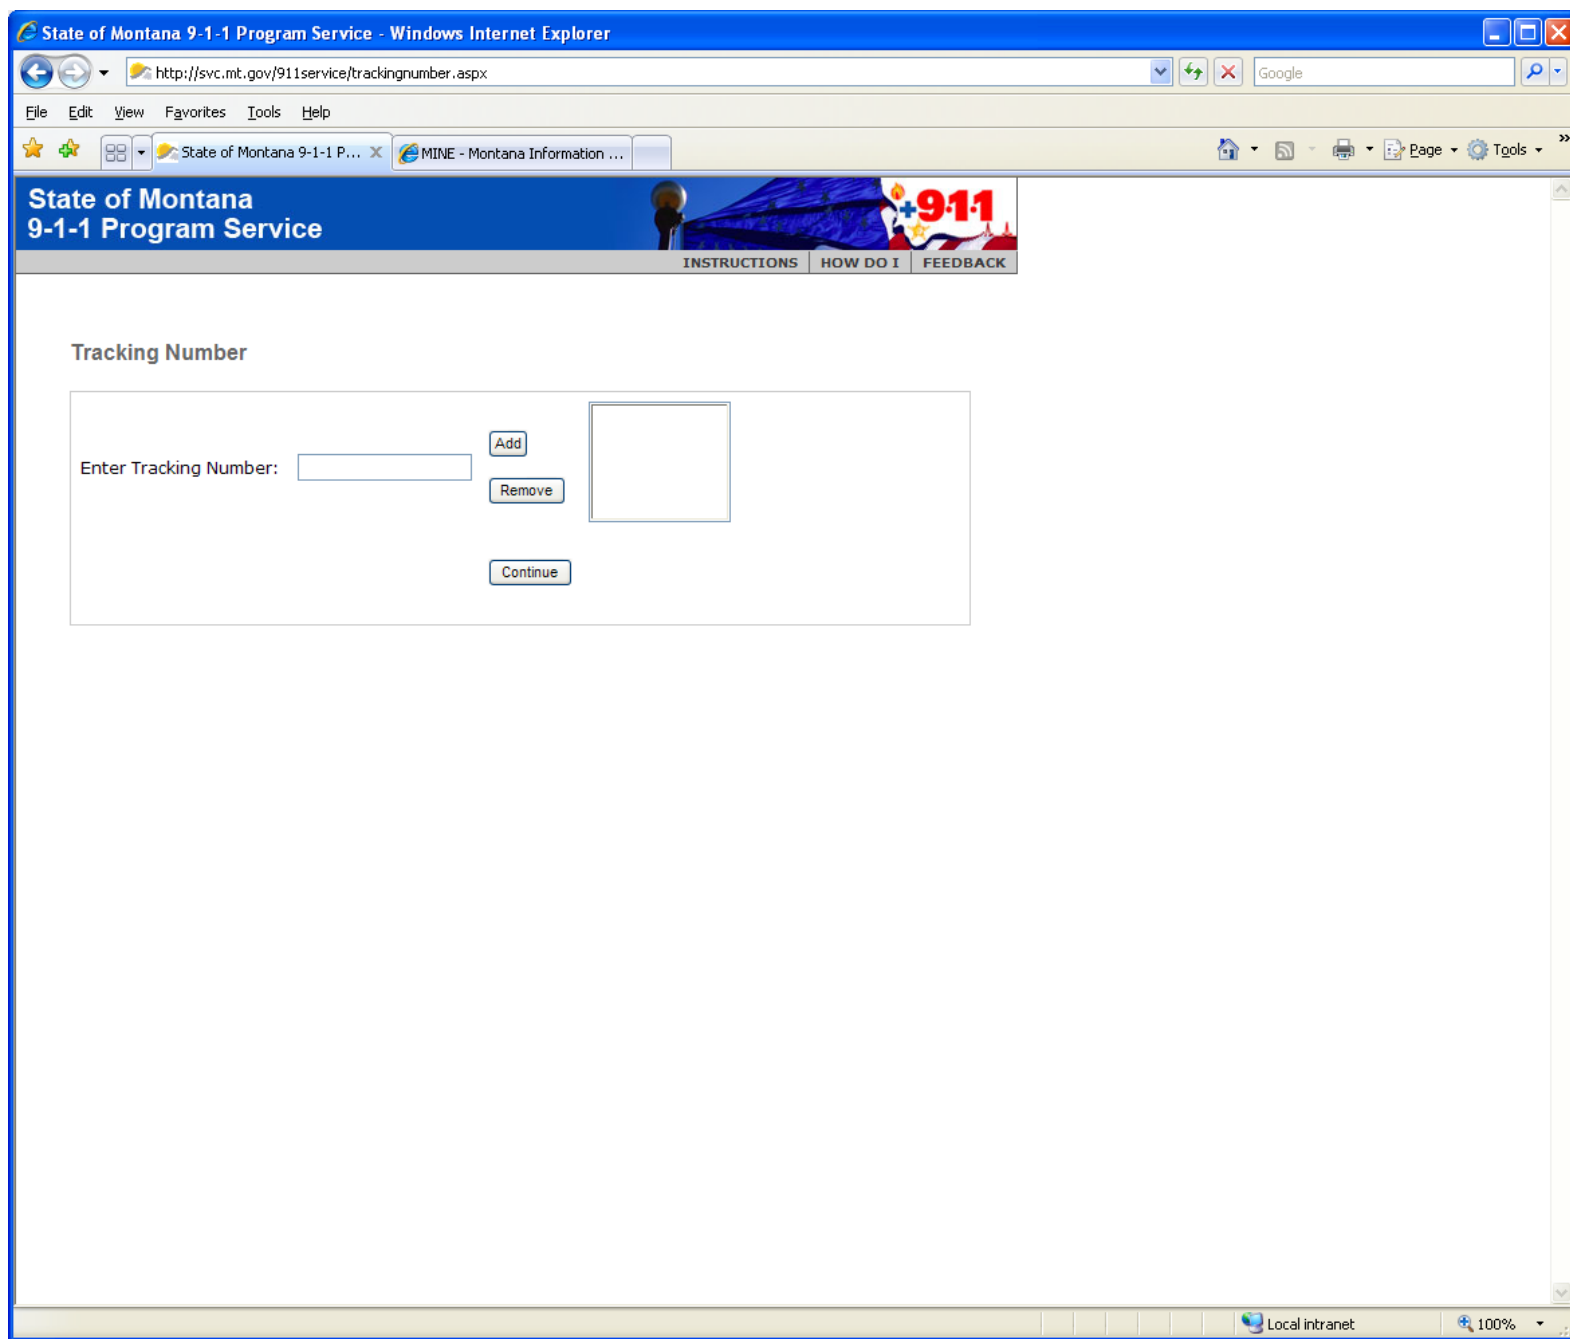 State of Montana 9-1-1 Program Service - Windows Internet Explorer
http://svc.mt.gov/911service/trackingnumber.aspx
Google
File Edit View Favorites Tools Help
State of Montana 9-1-1 P...
MINE - Montana Information ...
Page
Tools
State of Montana
9-1-1 Program Service
9-1-1
INSTRUCTIONS HOW DO I FEEDBACK
Tracking Number
Add
Enter Tracking Number:
Remove
Continue
Local intranet
100%